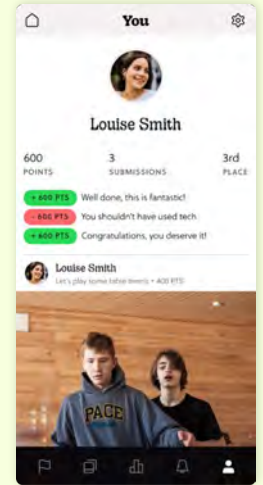 You
Louise Smith
600
POINTS
3
SUBMISSIONS
3rd
PLACE
+ 600 PTS Well done, this is fantastic!
- 600 PTS You shouldn't have used tech
+ 600 PTS Congratulations, you deserve it!
Louise Smith
Let's play some table tennis • 400 PTS
PACE